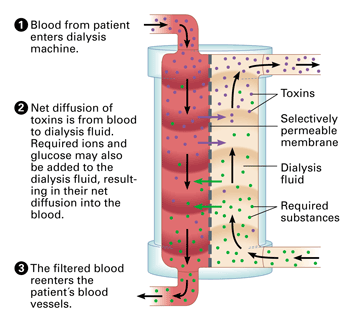 1 Blood from patient
enters dialysis
machine.
2 Net diffusion of
toxins is from blood
to dialysis fluid.
Required ions and
glucose may also
be added to the
dialysis fluid, result-
ing in their net
diffusion into the
blood.
3 The filtered blood
reenters the
patient's blood
vessels.
Toxins
Selectively
permeable
membrane
Dialysis
fluid
Required
substances